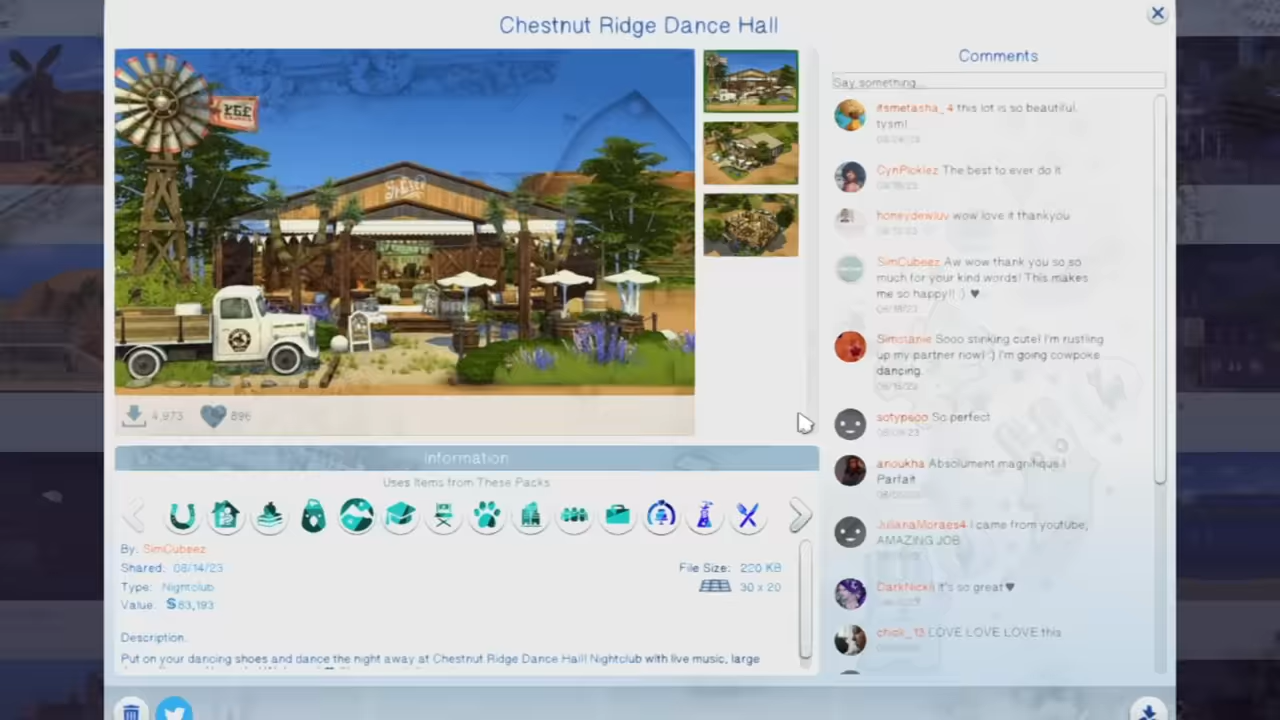 Chestnut Ridge Dance Hall
4,973
896
Information
Uses Items from These Packs
By: SimCubeez
Shared: 08/14/23
Type: Nightclub
Value: §83,193
File Size: 220 KB
30 x 20
Description:
Put on your dancing shoes and dance the night away at Chestnut Ridge Dance Hall! Nightclub with live music, large
Comments
Say something...
itsmetasha_4 this lot is so beautiful.
tysm!
CynPicklez The best to ever do it
honeydewluv wow love it thankyou
SimCubeez Aw wow thank you so so
much for your kind words! This makes
me so happy!! :) ♥
Simstanie Sooo stinking cute! I'm rustling
up my partner now! :) I'm going cowpoke
dancing.
sotypeoo So perfect
anoukha Absolument magnifique !
Parfait
JulianaMoraes4 I came from youtube,
AMAZING JOB
DarkNickii It's so great ♥
LOVE LOVE LOVE this